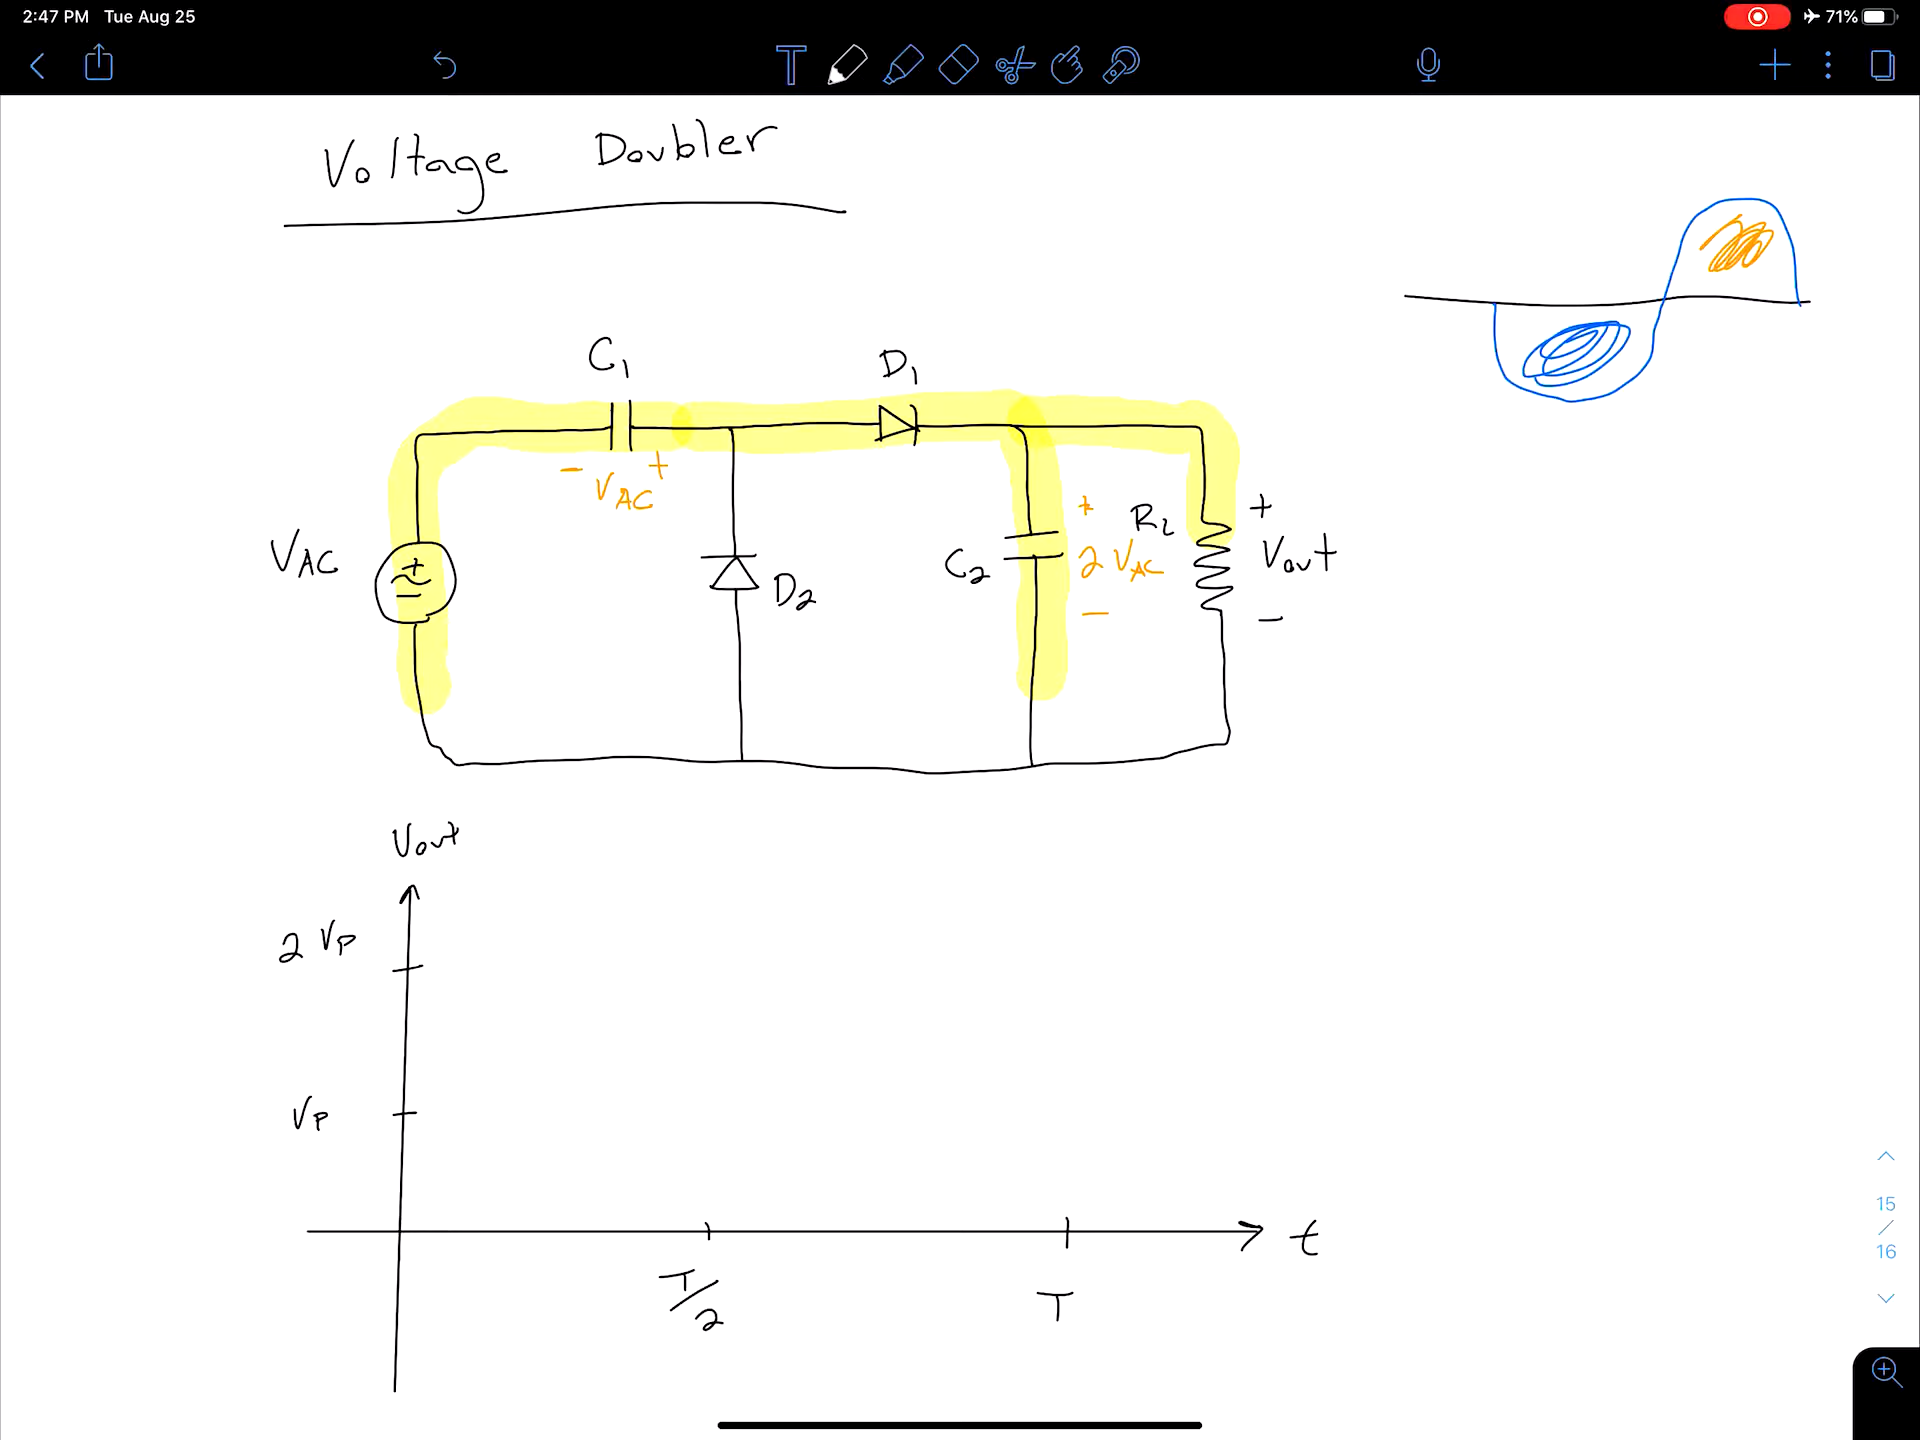 2:47 PM Tue Aug 25
71%
Voltage Doubler
C1
D1
- VAC +
VAC
+
-
D2
C2
+
2 VAC
-
RL
+
Vout
-
Vout
2 VP
VP
t
T/2
T
15
/
16